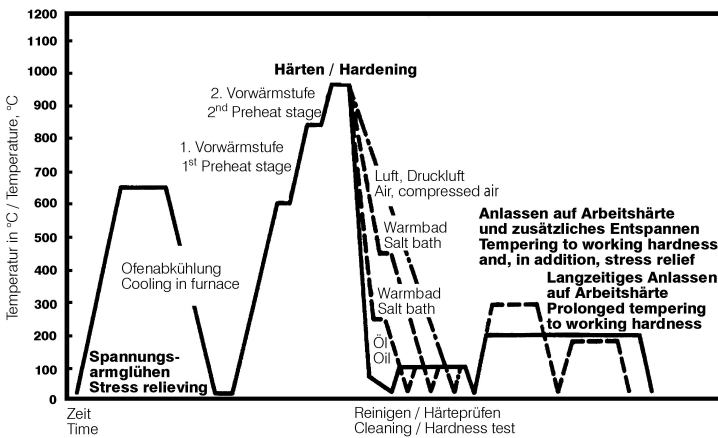 1200
1100
1000
900
800
700
600
500
400
300
200
100
0
Temperatur in °C / Temperature, °C
Härten / Hardening
2. Vorwärmstufe
2nd Preheat stage
1. Vorwärmstufe
1st Preheat stage
Luft, Druckluft
Air, compressed air
Warmbad
Salt bath
Warmbad
Salt bath
Öl
Oil
Ofenabkühlung
Cooling in furnace
Spannungs-
armglühen
Stress relieving
Anlassen auf Arbeitshärte
und zusätzliches Entspannen
Tempering to working hardness
and, in addition, stress relief
Langzeitiges Anlassen
auf Arbeitshärte
Prolonged tempering
to working hardness
Zeit
Time
Reinigen / Härteprüfen
Cleaning / Hardness test